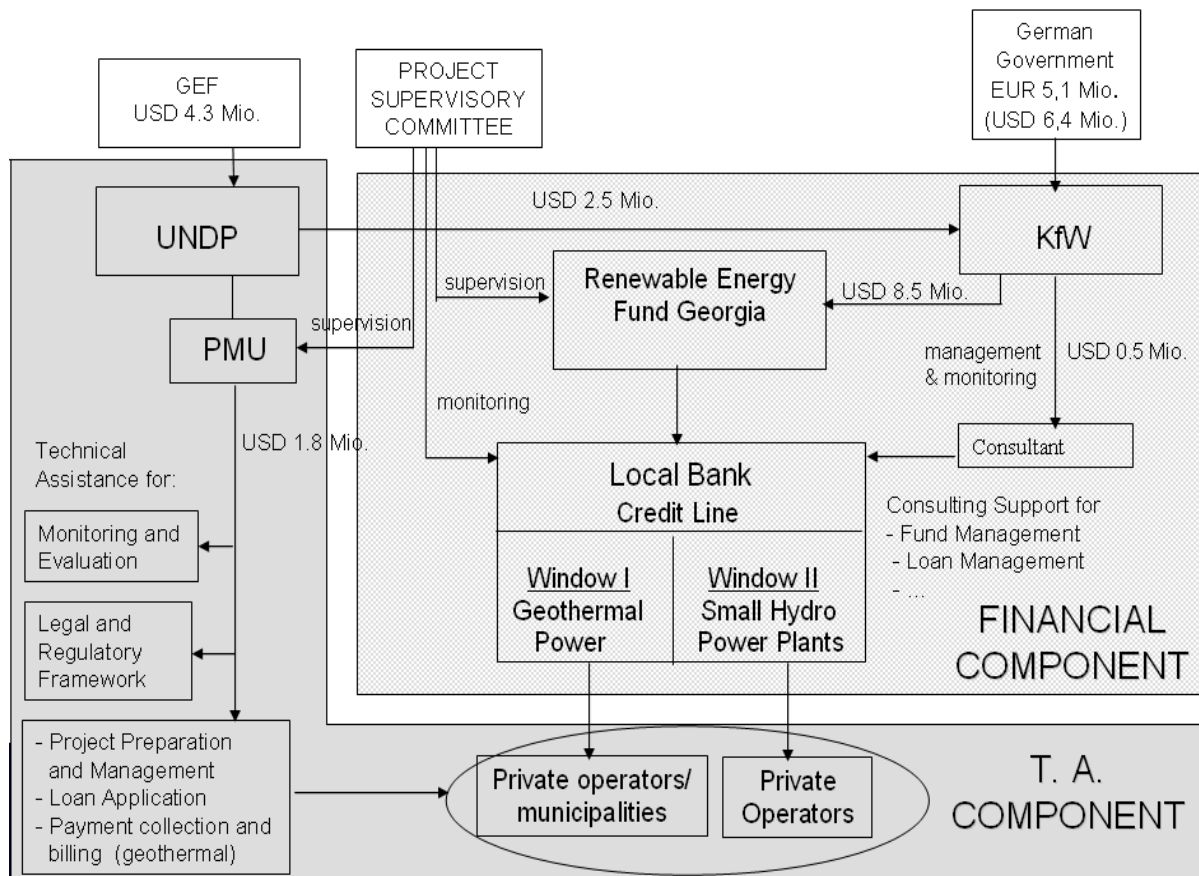 GEF
USD 4.3 Mio.
PROJECT
SUPERVISORY
COMMITTEE
German
Government
EUR 5,1 Mio.
(USD 6,4 Mio.)
UNDP
USD 2.5 Mio.
KfW
supervision
Renewable Energy
Fund Georgia
USD 8.5 Mio.
PMU
supervision
management
& monitoring
USD 0.5 Mio.
monitoring
USD 1.8 Mio.
Technical
Assistance for:
Consultant
Local Bank
Credit Line
Consulting Support for
- Fund Management
- Loan Management
- ...
Monitoring and
Evaluation
Window I
Geothermal
Power
Window II
Small Hydro
Power Plants
Legal and
Regulatory
Framework
FINANCIAL
COMPONENT
- Project Preparation
and Management
- Loan Application
- Payment collection and
billing (geothermal)
Private operators/
municipalities
Private
Operators
T. A.
COMPONENT